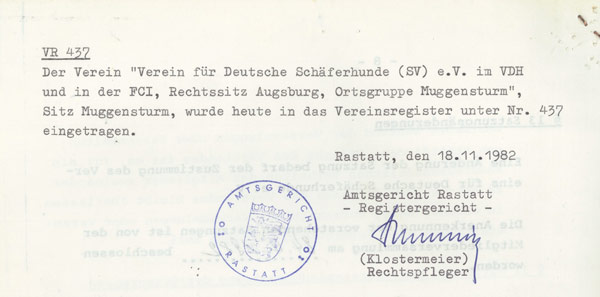 VR 437
Der Verein "Verein für Deutsche Schäferhunde (SV) e.V. im VDH
und in der FCI, Rechtssitz Augsburg, Ortsgruppe Muggensturm",
Sitz Muggensturm, wurde heute in das Vereinsregister unter Nr. 437
eingetragen.
Rastatt, den 18.11.1982
Amtsgericht Rastatt
- Registergericht -
(Klostermeier)
Rechtspfleger
AMTSGERICHT
RASTATT